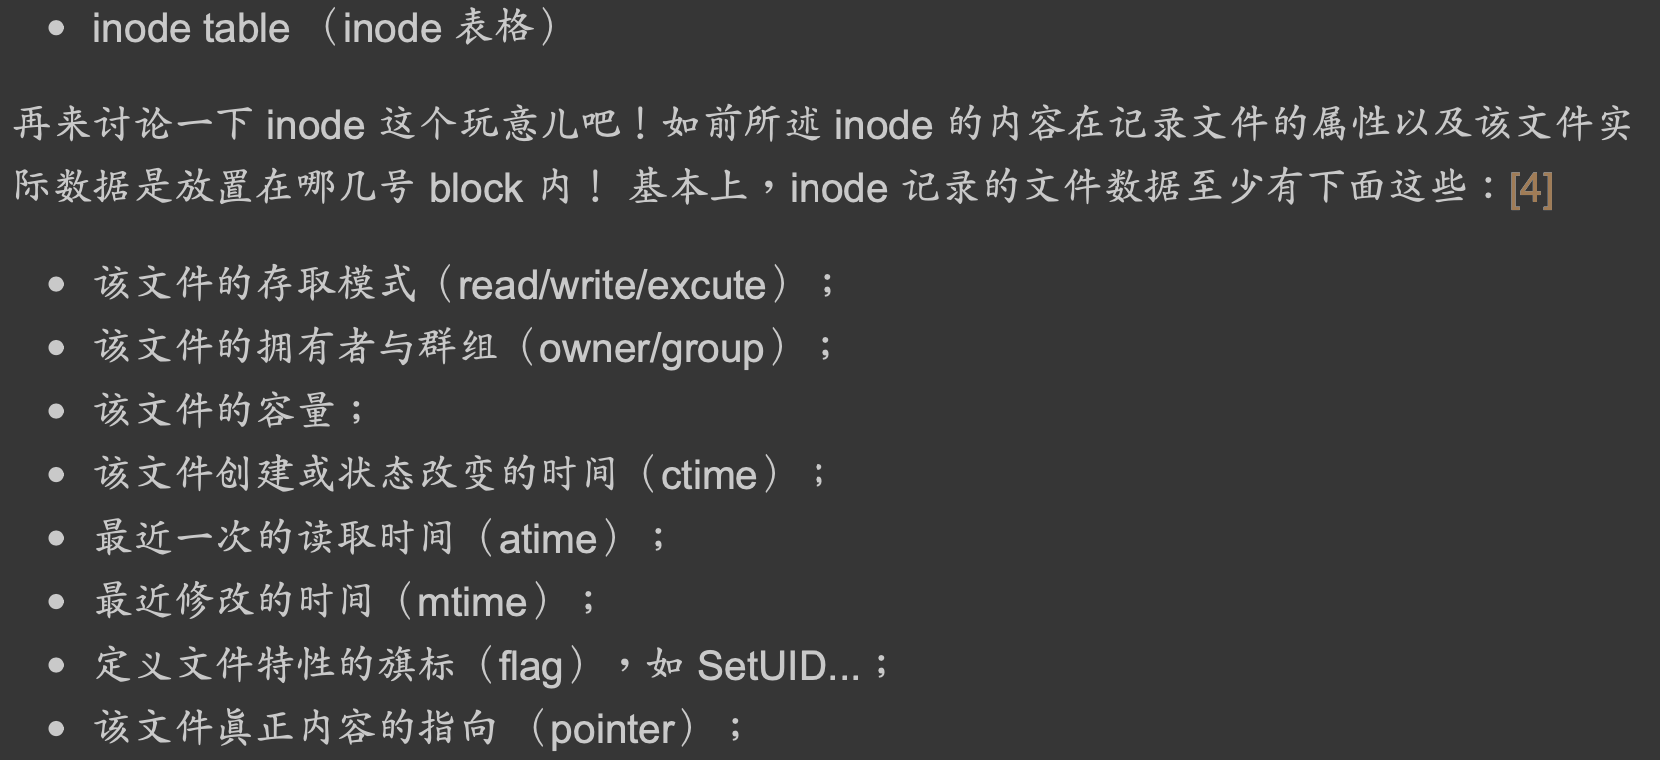 • inode table （inode 表格）
再来讨论一下 inode 这个玩意儿吧！如前所述 inode 的内容在记录文件的属性以及该文件实
际数据是放置在哪几号 block 内！ 基本上，inode 记录的文件数据至少有下面这些：[4]
• 该文件的存取模式（read/write/excute）；
• 该文件的拥有者与群组（owner/group）；
• 该文件的容量；
• 该文件创建或状态改变的时间（ctime）；
• 最近一次的读取时间（atime）；
• 最近修改的时间（mtime）；
• 定义文件特性的旗标（flag），如 SetUID...；
• 该文件真正内容的指向 （pointer）；